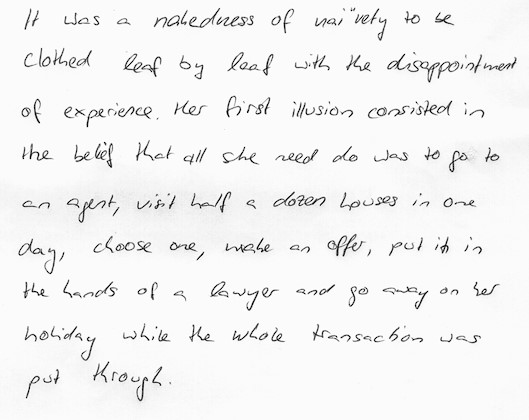 It was a nakedness of naïvety to be
clothed leaf by leaf with the disappointment
of experience. Her first illusion consisted in
the belief that all she need do was to go to
an agent, visit half a dozen houses in one
day, choose one, make an offer, put it in
the hands of a lawyer and go away on her
holiday while the whole transaction was
put through.